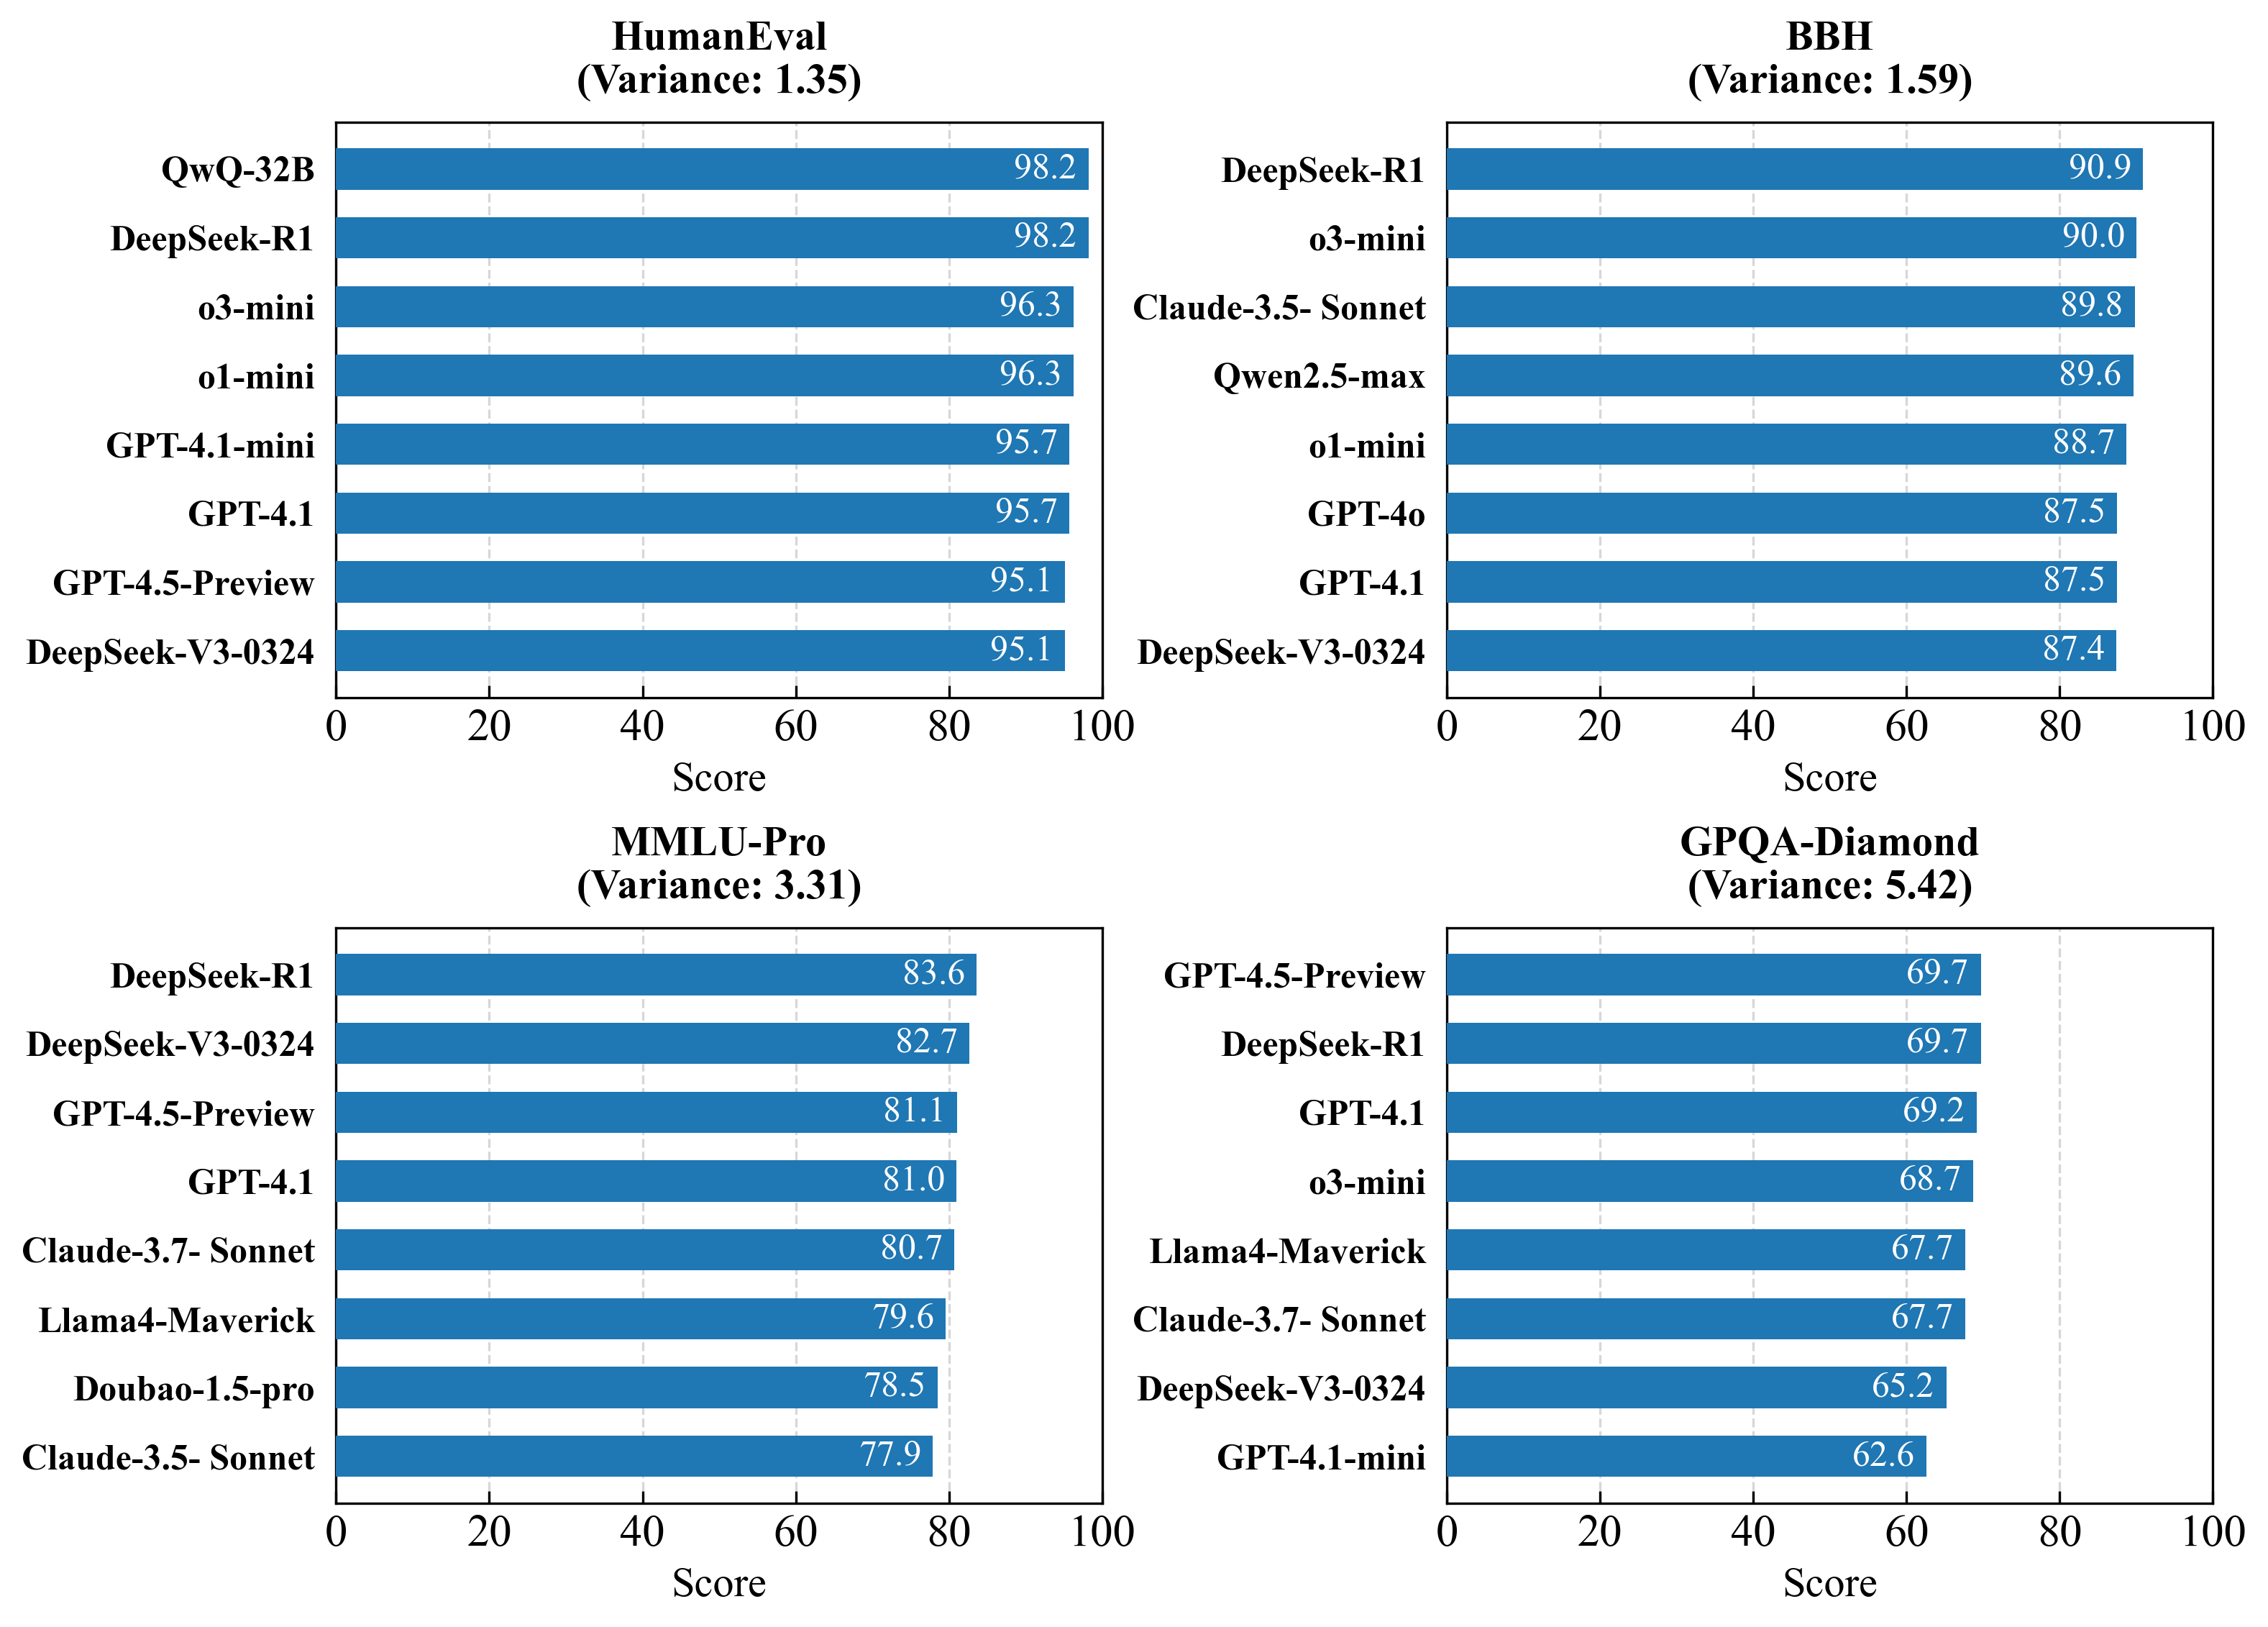 HumanEval
(Variance: 1.35)
QwQ-32B 98.2
DeepSeek-R1 98.2
o3-mini 96.3
o1-mini 96.3
GPT-4.1-mini 95.7
GPT-4.1 95.7
GPT-4.5-Preview 95.1
DeepSeek-V3-0324 95.1
0 20 40 60 80 100
Score
BBH
(Variance: 1.59)
DeepSeek-R1 90.9
o3-mini 90.0
Claude-3.5- Sonnet 89.8
Qwen2.5-max 89.6
o1-mini 88.7
GPT-4o 87.5
GPT-4.1 87.5
DeepSeek-V3-0324 87.4
0 20 40 60 80 100
Score
MMLU-Pro
(Variance: 3.31)
DeepSeek-R1 83.6
DeepSeek-V3-0324 82.7
GPT-4.5-Preview 81.1
GPT-4.1 81.0
Claude-3.7- Sonnet 80.7
Llama4-Maverick 79.6
Doubao-1.5-pro 78.5
Claude-3.5- Sonnet 77.9
0 20 40 60 80 100
Score
GPQA-Diamond
(Variance: 5.42)
GPT-4.5-Preview 69.7
DeepSeek-R1 69.7
GPT-4.1 69.2
o3-mini 68.7
Llama4-Maverick 67.7
Claude-3.7- Sonnet 67.7
DeepSeek-V3-0324 65.2
GPT-4.1-mini 62.6
0 20 40 60 80 100
Score